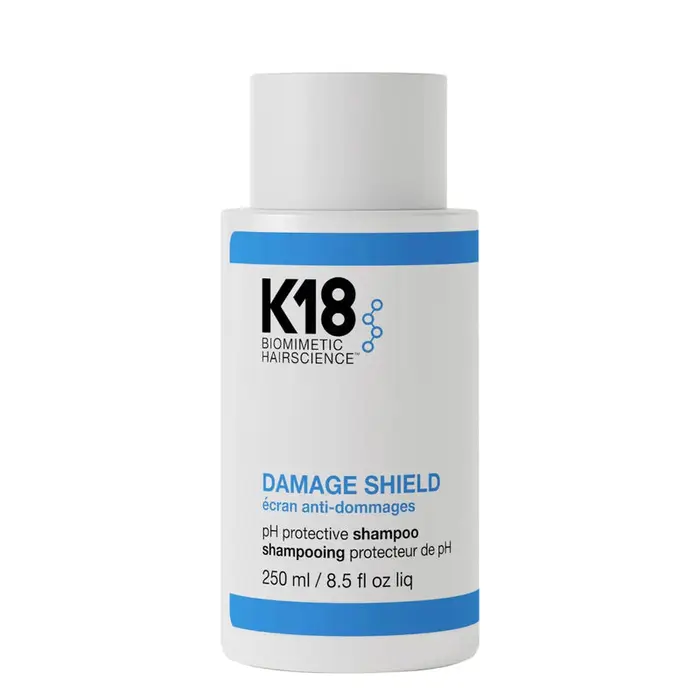 K18
BIOMIMETIC
HAIRSCIENCE™
DAMAGE SHIELD
écran anti-dommages
pH protective shampoo
shampooing protecteur de pH
250 ml / 8.5 fl oz liq